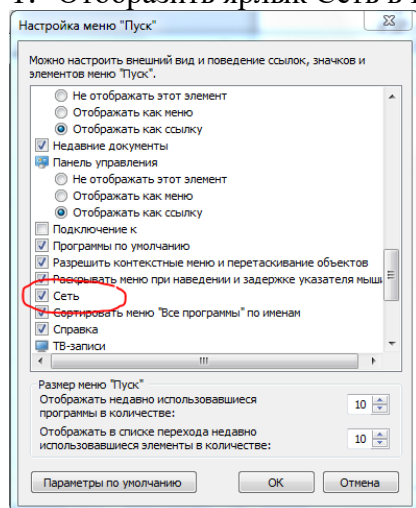 Отобразить ярлык Сеть в
Настройка меню "Пуск"
Можно настроить внешний вид и поведение ссылок, значков и
элементов меню "Пуск".
Не отображать этот элемент
Отображать как меню
Отображать как ссылку
Недавние документы
Панель управления
Не отображать этот элемент
Отображать как меню
Отображать как ссылку
Подключение к
Программы по умолчанию
Разрешить контекстные меню и перетаскивание объектов
Раскрывать меню при наведении и задержке указателя мыши
Сеть
Сортировать меню "Все программы" по именам
Справка
ТВ-записи
Размер меню "Пуск"
Отображать недавно использовавшиеся
программы в количестве:
10
Отображать в списке перехода недавно
использовавшиеся элементы в количестве:
10
Параметры по умолчанию
ОК
Отмена